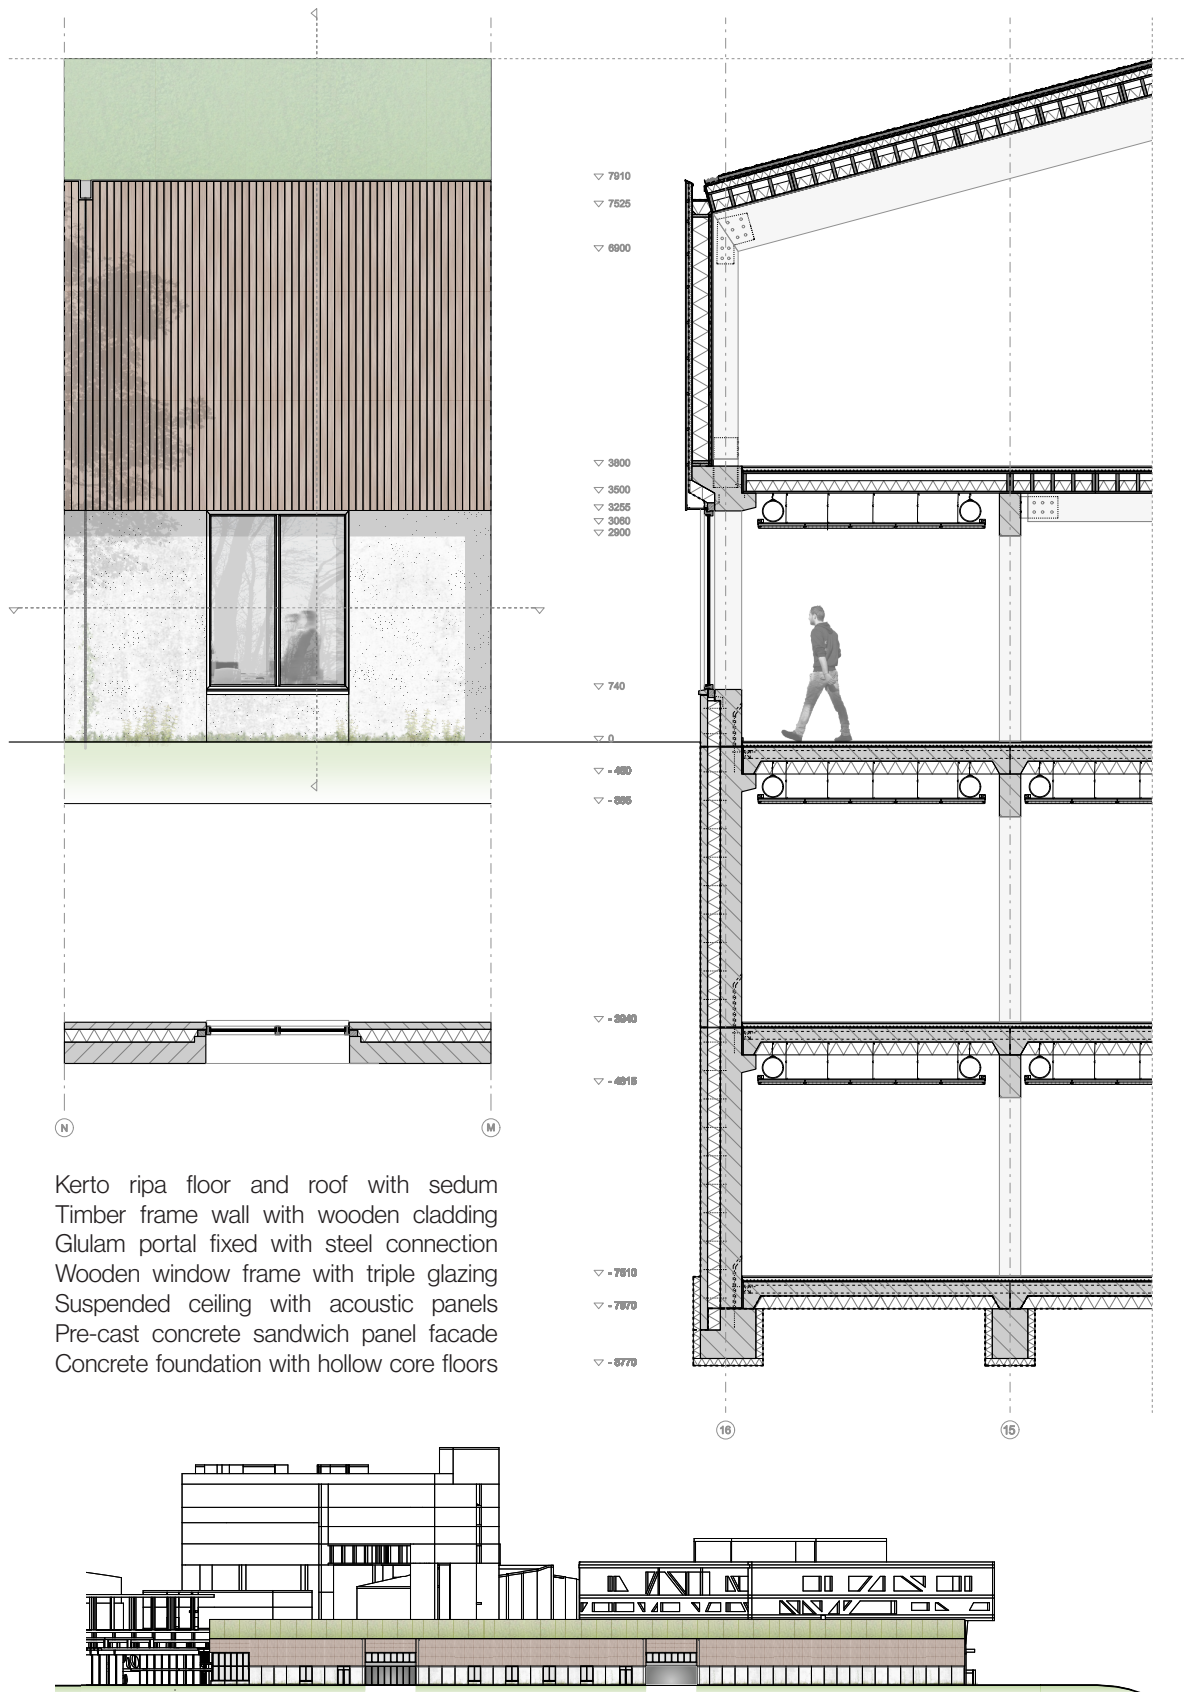 7910
7525
6900
3800
3500
3255
3060
2900
740
0
- 460
- 3940
- 4815
- 7510
- 7970
- 8770
N
M
Kerto ripa floor and roof with sedum
Timber frame wall with wooden cladding
Glulam portal fixed with steel connection
Wooden window frame with triple glazing
Suspended ceiling with acoustic panels
Pre-cast concrete sandwich panel facade
Concrete foundation with hollow core floors
16
15